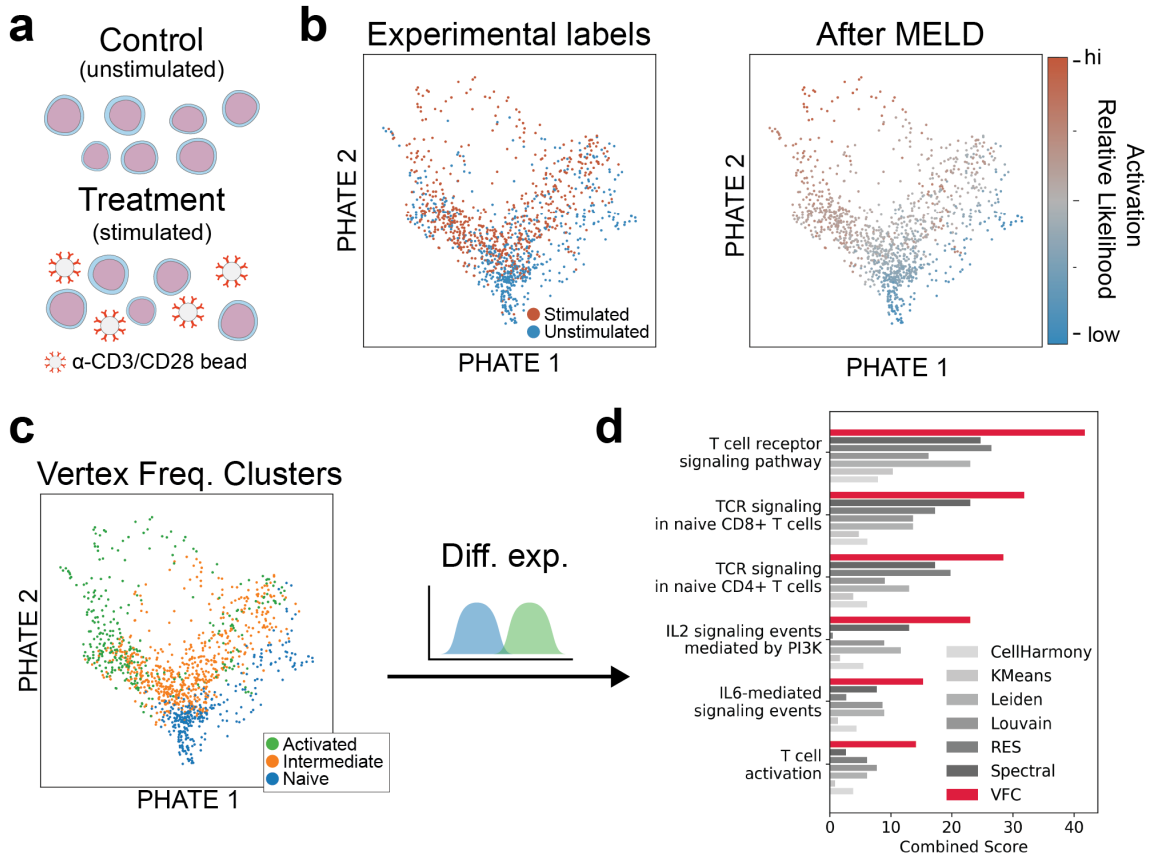 a
Control
(unstimulated)
Treatment
(stimulated)
α-CD3/CD28 bead
b
Experimental labels
PHATE 2
Stimulated
Unstimulated
PHATE 1
After MELD
PHATE 2
PHATE 1
hi
low
Activation
Relative Likelihood
c
Vertex Freq. Clusters
PHATE 2
Activated
Intermediate
Naive
PHATE 1
Diff. exp.
d
T cell receptor
signaling pathway
TCR signaling
in naive CD8+ T cells
TCR signaling
in naive CD4+ T cells
IL2 signaling events
mediated by PI3K
IL6-mediated
signaling events
T cell
activation
CellHarmony
KMeans
Leiden
Louvain
RES
Spectral
VFC
0 10 20 30 40
Combined Score